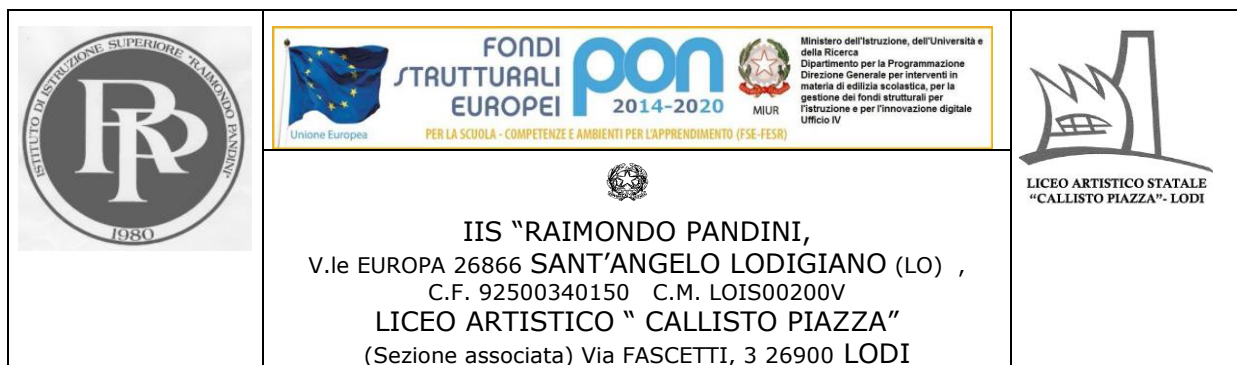 ISTITUTO DI ISTRUZIONE SUPERIORE "RAIMONDO PANDINI"
1980
Unione Europea
FONDI
STRUTTURALI
EUROPEI
pon
2014-2020
MIUR
Ministero dell'Istruzione, dell'Università e
della Ricerca
Dipartimento per la Programmazione
Direzione Generale per interventi in
materia di edilizia scolastica, per la
gestione dei fondi strutturali per
l'istruzione e per l'innovazione digitale
Ufficio IV
PER LA SCUOLA - COMPETENZE E AMBIENTI PER L'APPRENDIMENTO (FSE-FESR)
LICEO ARTISTICO STATALE
"CALLISTO PIAZZA"- LODI
IIS “RAIMONDO PANDINI,
V.le EUROPA 26866 SANT’ANGELO LODIGIANO (LO) ,
C.F. 92500340150 C.M. LOIS00200V
LICEO ARTISTICO “ CALLISTO PIAZZA”
(Sezione associata) Via FASCETTI, 3 26900 LODI